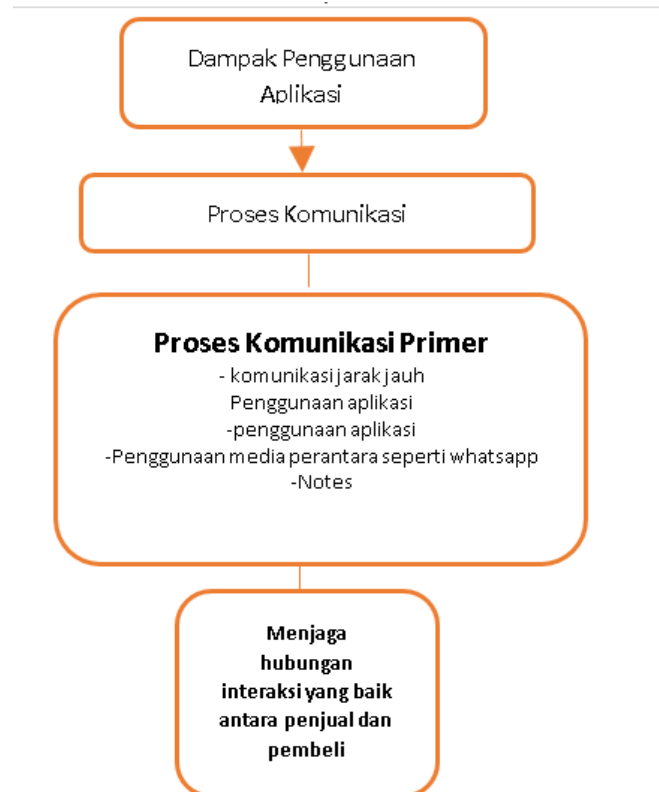 Dampak Penggunaan
Aplikasi
Proses Komunikasi
Proses Komunikasi Primer
- komunikasi jarak jauh
Penggunaan aplikasi
-penggunaan aplikasi
-Penggunaan media perantara seperti whatsapp
-Notes
Menjaga
hubungan
interaksi yang baik
antara penjual dan
pembeli